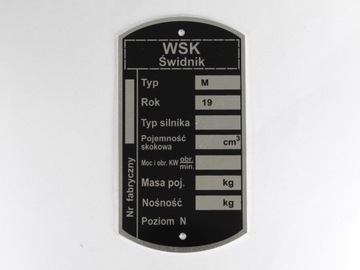 WSK
Świdnik
Typ M
Rok 19
Typ silnika
Pojemność
skokowa cm³
Moc i obr. KW obr./min.
Masa poj. kg
Nośność kg
Poziom N
Nr fabryczny